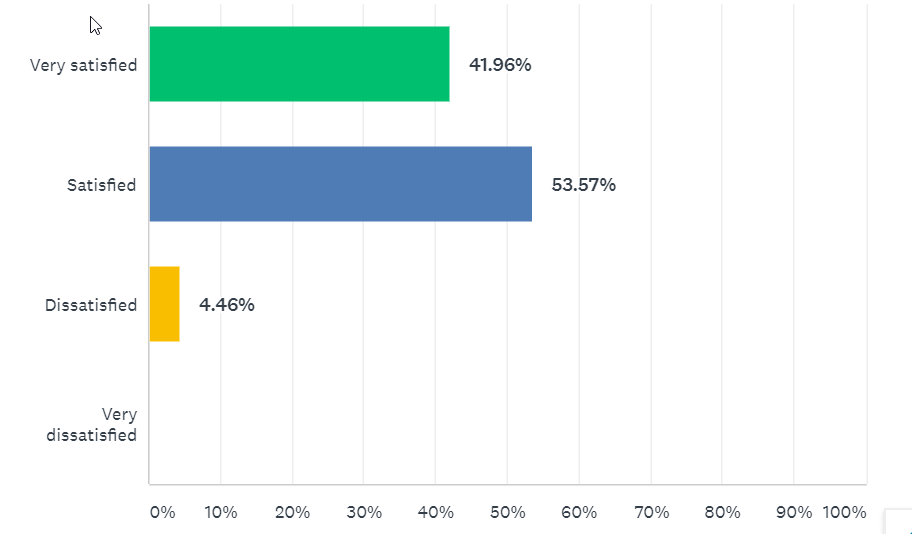 Very satisfied
41.96%
Satisfied
53.57%
Dissatisfied
4.46%
Very
dissatisfied
0% 10% 20% 30% 40% 50% 60% 70% 80% 90% 100%